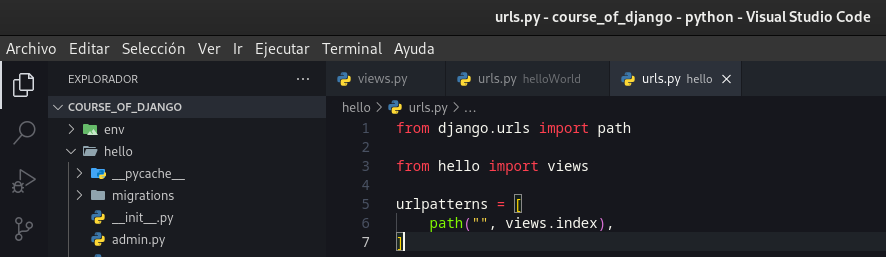 urls.py - course_of_django - python - Visual Studio Code
Archivo Editar Selección Ver Ir Ejecutar Terminal Ayuda
EXPLORADOR ...
views.py urls.py helloWorld urls.py hello
COURSE_OF_DJANGO
hello > urls.py > ...
env
hello
__pycache__
migrations
__init__.py
admin.py
1 from django.urls import path
2
3 from hello import views
4
5 urlpatterns = [
6     path("", views.index),
7 ]